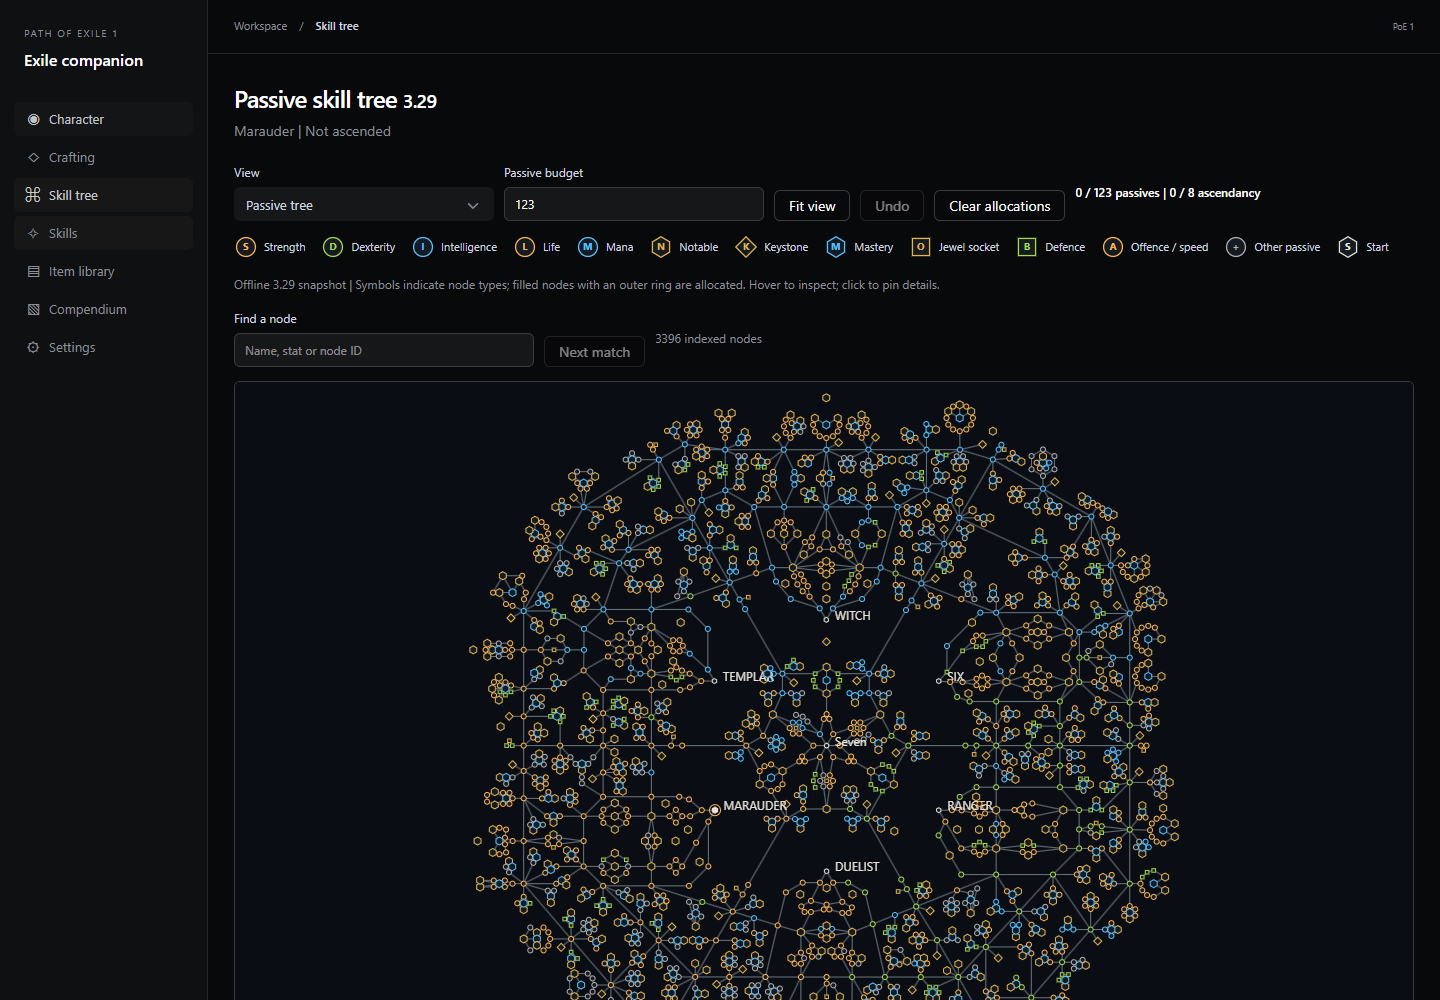 PATH OF EXILE 1
Exile companion
Character
Crafting
Skill tree
Skills
Item library
Compendium
Settings
Workspace / Skill tree
PoE 1
Passive skill tree 3.29
Marauder | Not ascended
View
Passive budget
Passive tree
123
Fit view
Undo
Clear allocations
0 / 123 passives | 0 / 8 ascendancy
S Strength
D Dexterity
I Intelligence
L Life
M Mana
N Notable
K Keystone
M Mastery
O Jewel socket
B Defence
A Offence / speed
+ Other passive
S Start
Offline 3.29 snapshot | Symbols indicate node types; filled nodes with an outer ring are allocated. Hover to inspect; click to pin details.
Find a node
Name, stat or node ID
Next match
3396 indexed nodes
WITCH
TEMPLAR
SIX
Seven
MARAUDER
RANGER
DUELIST